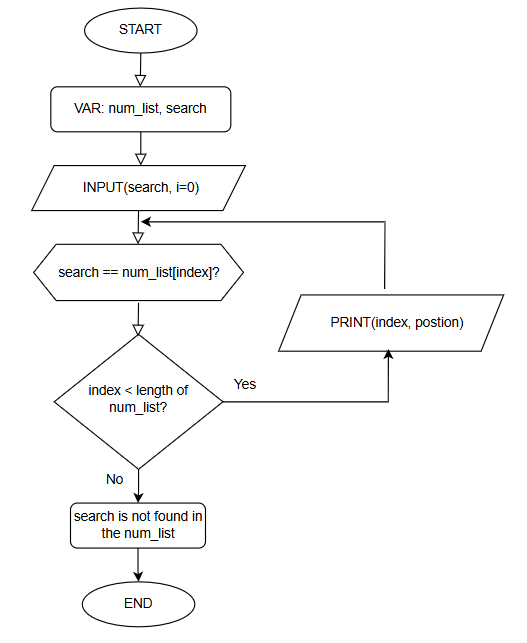 START
VAR: num_list, search
INPUT(search, i=0)
search == num_list[index]?
PRINT(index, postion)
index < length of
num_list?
Yes
No
search is not found in
the num_list
END